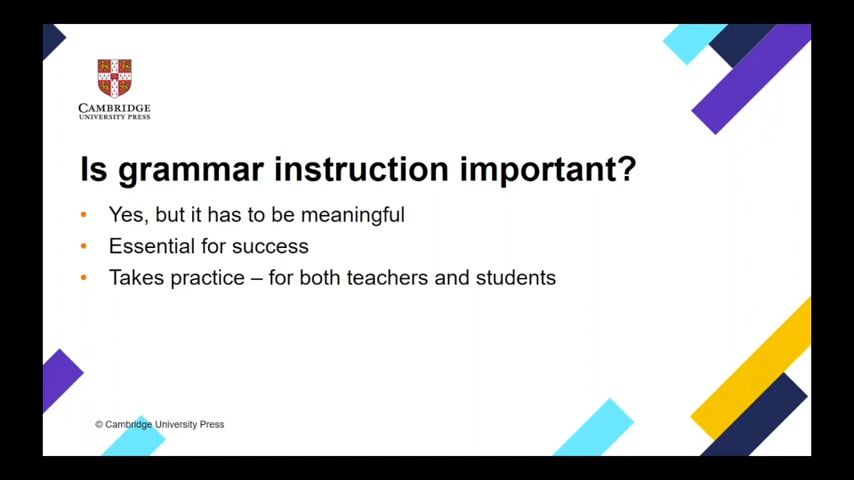 CAMBRIDGE
UNIVERSITY PRESS
Is grammar instruction important?
• Yes, but it has to be meaningful
• Essential for success
• Takes practice – for both teachers and students
© Cambridge University Press